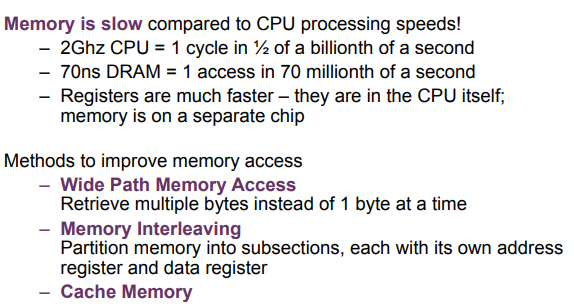 Memory is slow compared to CPU processing speeds!
– 2Ghz CPU = 1 cycle in ½ of a billionth of a second
– 70ns DRAM = 1 access in 70 millionth of a second
– Registers are much faster – they are in the CPU itself;
memory is on a separate chip
Methods to improve memory access
– Wide Path Memory Access
Retrieve multiple bytes instead of 1 byte at a time
– Memory Interleaving
Partition memory into subsections, each with its own address
register and data register
– Cache Memory